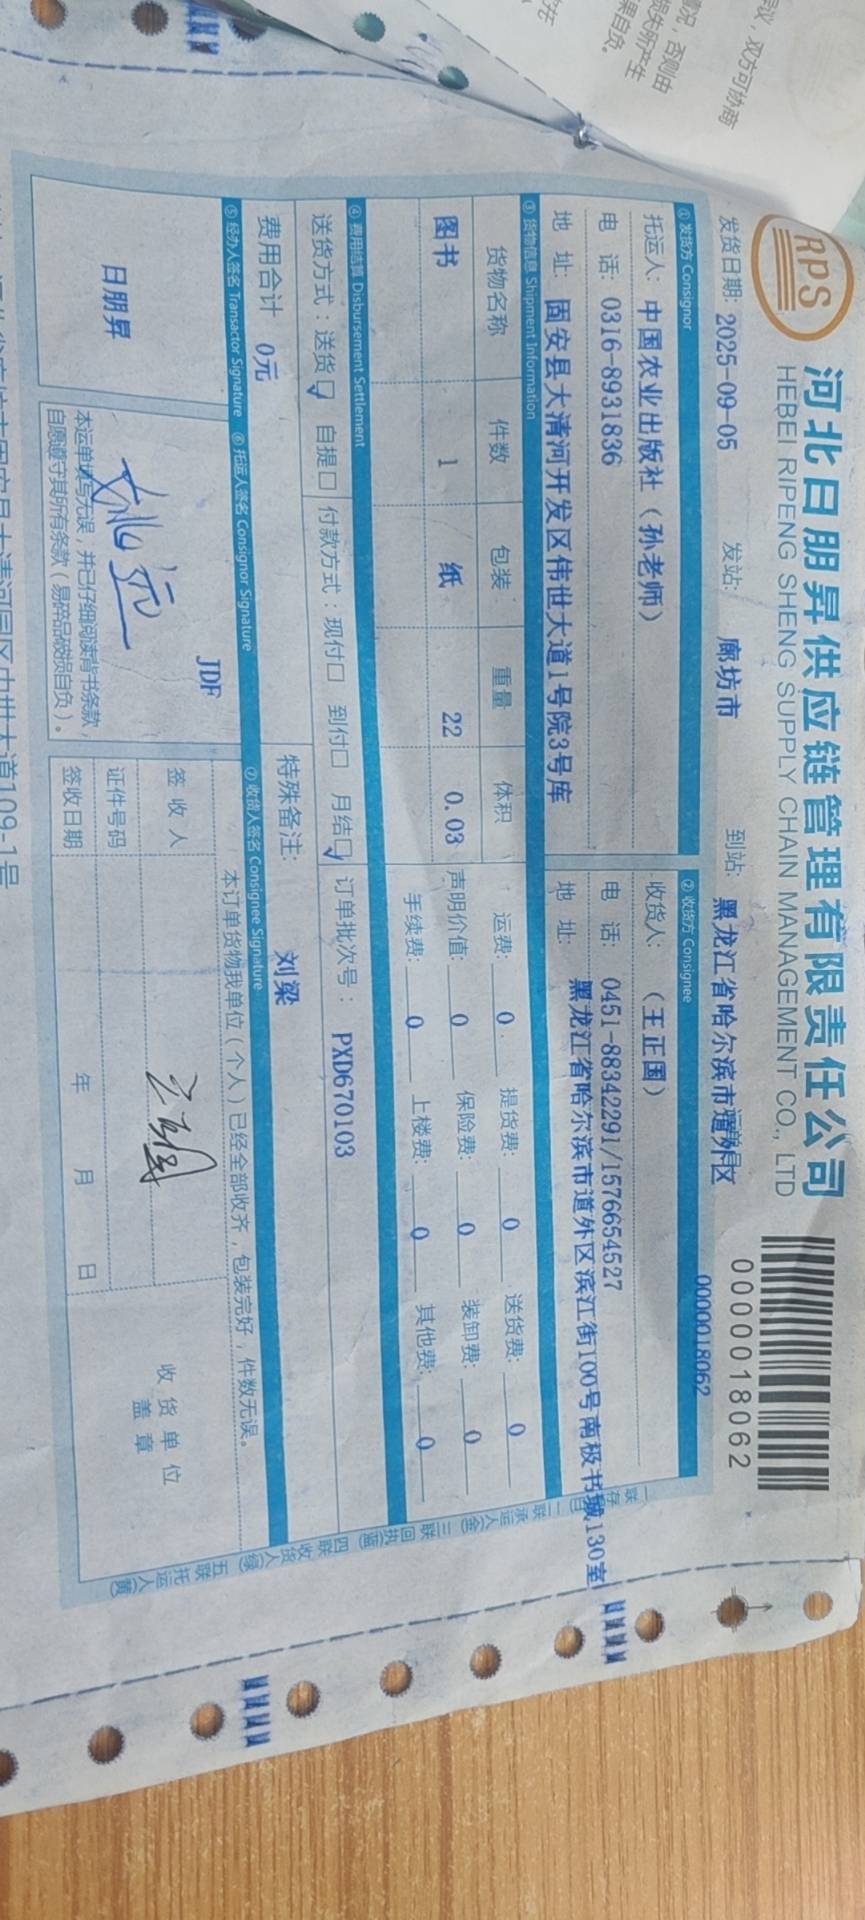 RPS
河北日朋昇供应链管理有限责任公司
HEBEI RIPENG SHENG SUPPLY CHAIN MANAGEMENT CO., LTD
0000018062
0000018062
发货日期: 2025-09-05 发站: 廊坊市 到站: 黑龙江省哈尔滨市道外区
① 发货方 Consignor ② 收货方 Consignee
托运人: 中国农业出版社（孙老师） 收货人: （王正国）
电 话: 0316-8931836 电 话: 0451-88342291/1576654527
地 址: 固安县大清河开发区伟世大道1号院3号库 地 址: 黑龙江省哈尔滨市道外区滨江街100号南极书城130室
③ 货物信息 Shipment Information
货物名称 件数 包装 重量 体积 运费: 0 提货费: 0 送货费: 0
图书 1 纸 22 0.03 声明价值: 0 保险费: 0 装卸费: 0
手续费: 0 上楼费: 0 其他费: 0
④ 费用结算 Disbursement Settlement
送货方式：送货☑ 自提□ 付款方式：现付□ 到付□ 月结☑ 订单批次号： PXD670103
费用合计 0元 特殊备注: 刘梁
⑤ 经办人签名 Transactor Signature ⑥ 托运人签名 Consignor Signature ⑦ 收货人签名 Consignee Signature
日朋昇
JDF
本运单填写无误，并已仔细阅读背书条款，
自愿遵守其所有条款（易碎品破损自负）。
本订单货物我单位（个人）已经全部收齐，包装完好，件数无误。
签 收 人
证件号码
签收日期 年 月 日
收 货 单 位
盖 章
一联存
二联承运人
三联回执
四联收货人
五联托运人